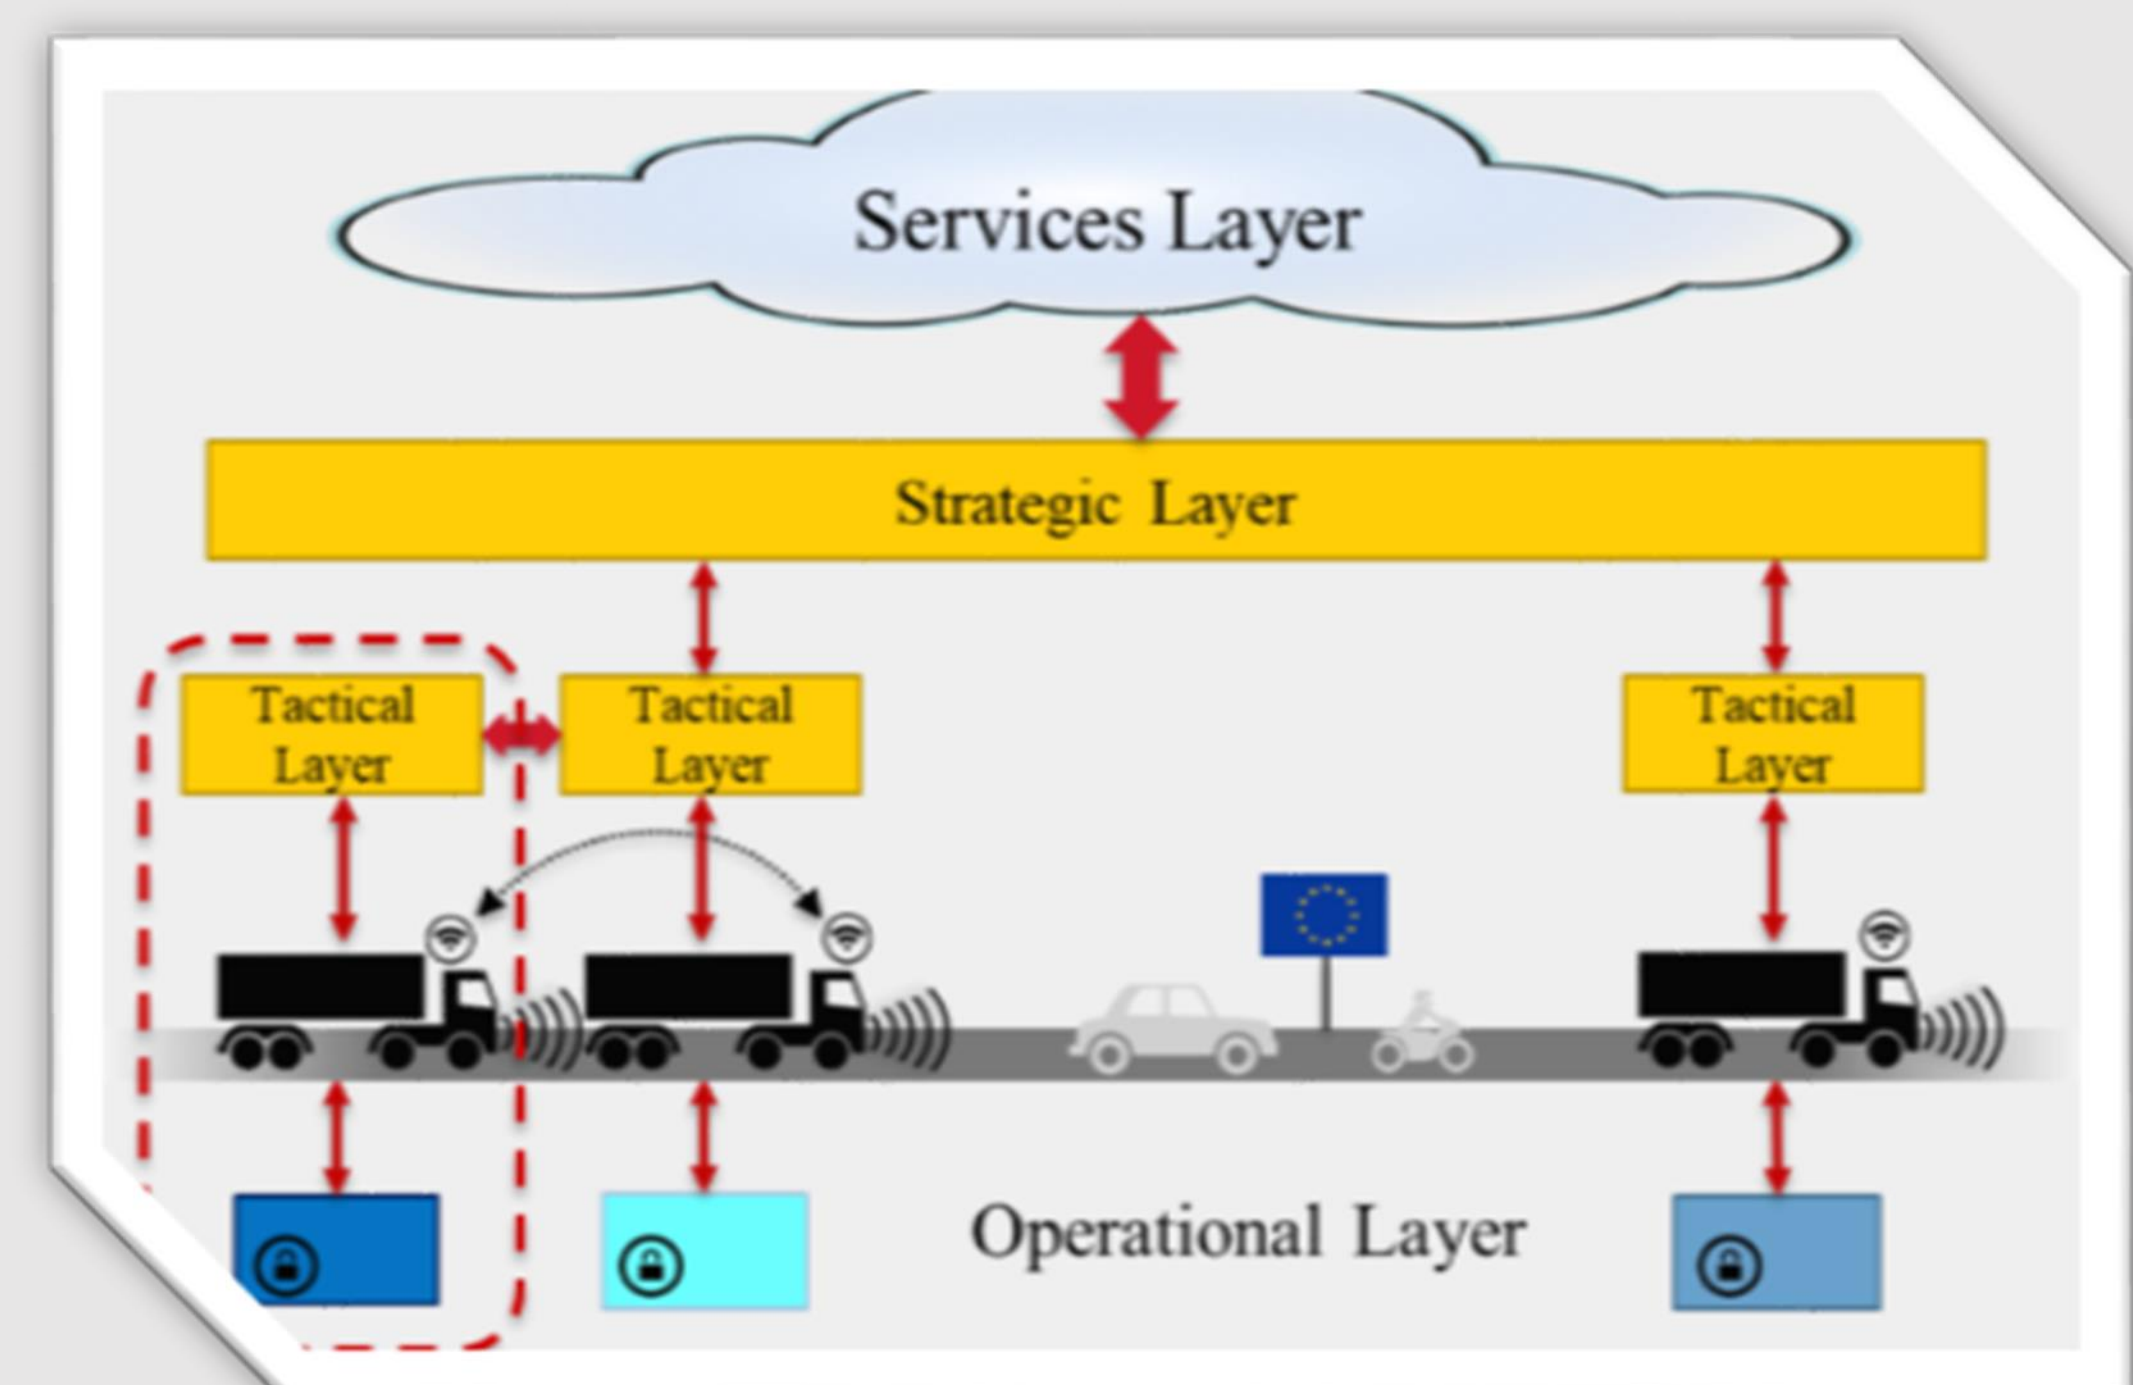 Services Layer
Strategic Layer
Tactical
Layer
Tactical
Layer
Tactical
Layer
Operational Layer